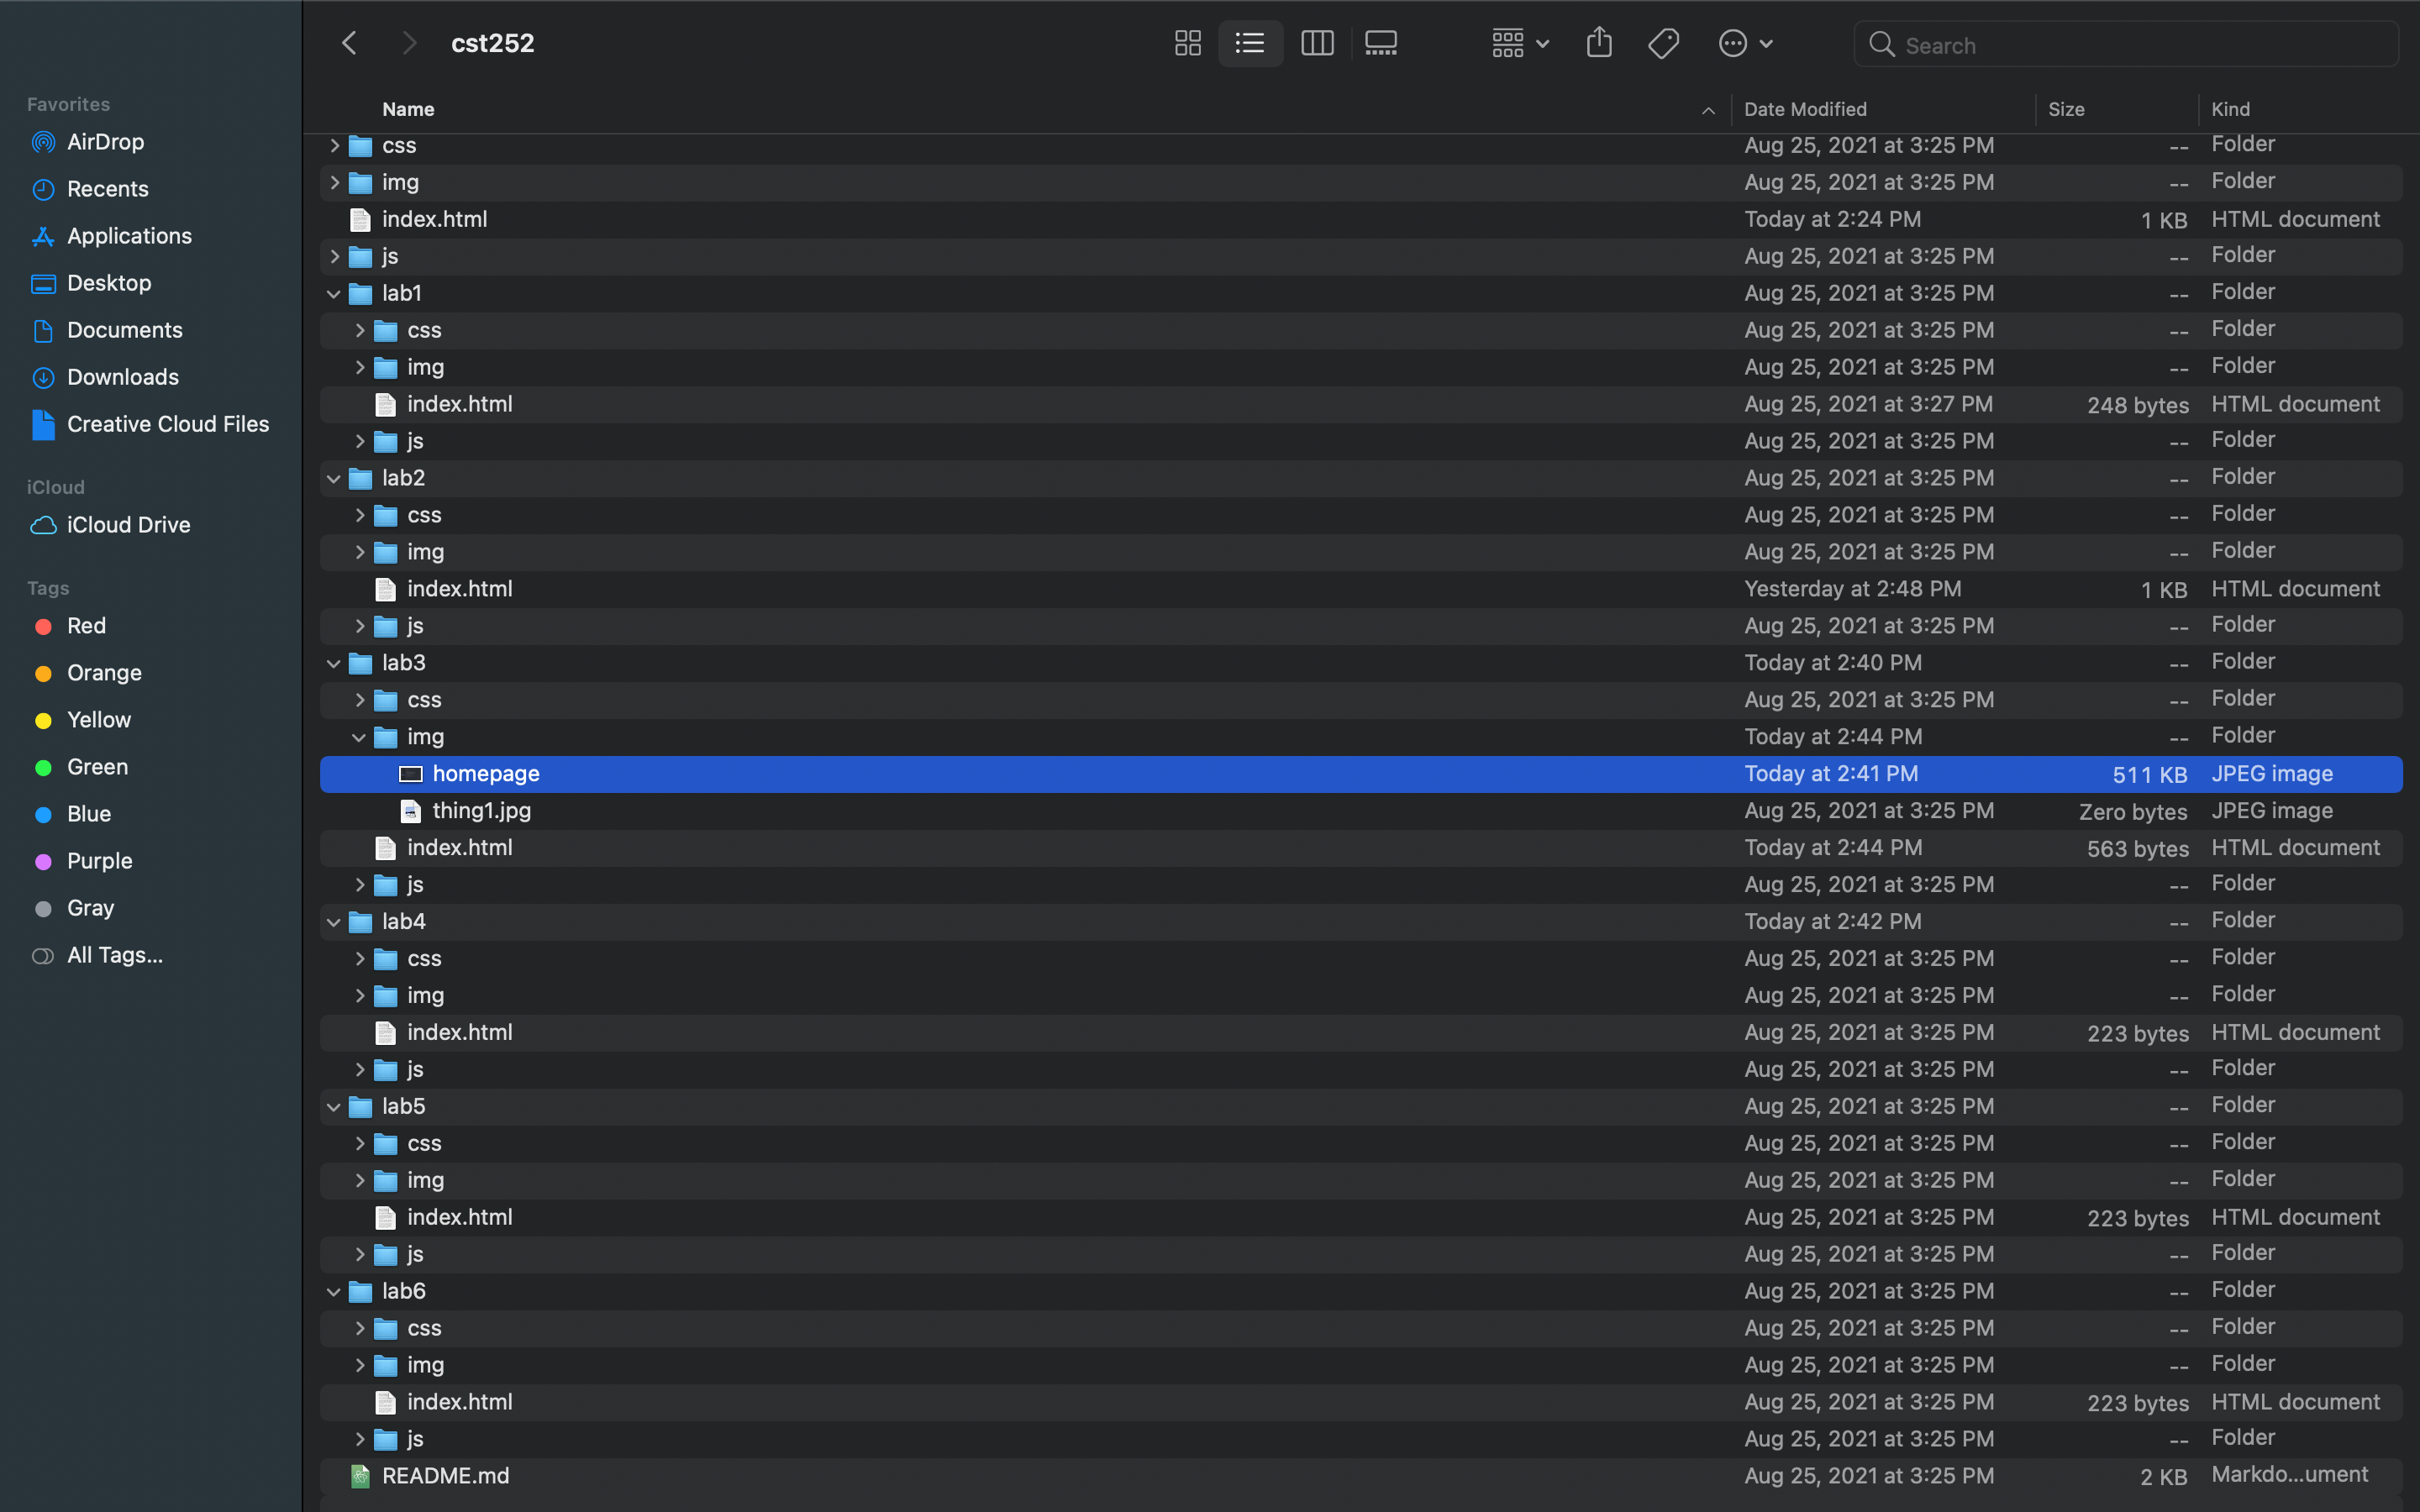 cst252
Search
Favorites
AirDrop
Recents
Applications
Desktop
Documents
Downloads
Creative Cloud Files
iCloud
iCloud Drive
Tags
Red
Orange
Yellow
Green
Blue
Purple
Gray
All Tags...
Name Date Modified Size Kind
css Aug 25, 2021 at 3:25 PM -- Folder
img Aug 25, 2021 at 3:25 PM -- Folder
index.html Today at 2:24 PM 1 KB HTML document
js Aug 25, 2021 at 3:25 PM -- Folder
lab1 Aug 25, 2021 at 3:25 PM -- Folder
css Aug 25, 2021 at 3:25 PM -- Folder
img Aug 25, 2021 at 3:25 PM -- Folder
index.html Aug 25, 2021 at 3:27 PM 248 bytes HTML document
js Aug 25, 2021 at 3:25 PM -- Folder
lab2 Aug 25, 2021 at 3:25 PM -- Folder
css Aug 25, 2021 at 3:25 PM -- Folder
img Aug 25, 2021 at 3:25 PM -- Folder
index.html Yesterday at 2:48 PM 1 KB HTML document
js Aug 25, 2021 at 3:25 PM -- Folder
lab3 Today at 2:40 PM -- Folder
css Aug 25, 2021 at 3:25 PM -- Folder
img Today at 2:44 PM -- Folder
homepage Today at 2:41 PM 511 KB JPEG image
thing1.jpg Aug 25, 2021 at 3:25 PM Zero bytes JPEG image
index.html Today at 2:44 PM 563 bytes HTML document
js Aug 25, 2021 at 3:25 PM -- Folder
lab4 Today at 2:42 PM -- Folder
css Aug 25, 2021 at 3:25 PM -- Folder
img Aug 25, 2021 at 3:25 PM -- Folder
index.html Aug 25, 2021 at 3:25 PM 223 bytes HTML document
js Aug 25, 2021 at 3:25 PM -- Folder
lab5 Aug 25, 2021 at 3:25 PM -- Folder
css Aug 25, 2021 at 3:25 PM -- Folder
img Aug 25, 2021 at 3:25 PM -- Folder
index.html Aug 25, 2021 at 3:25 PM 223 bytes HTML document
js Aug 25, 2021 at 3:25 PM -- Folder
lab6 Aug 25, 2021 at 3:25 PM -- Folder
css Aug 25, 2021 at 3:25 PM -- Folder
img Aug 25, 2021 at 3:25 PM -- Folder
index.html Aug 25, 2021 at 3:25 PM 223 bytes HTML document
js Aug 25, 2021 at 3:25 PM -- Folder
README.md Aug 25, 2021 at 3:25 PM 2 KB Markdo...ument